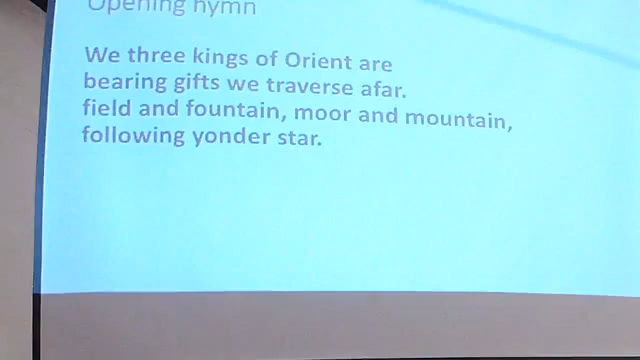 Opening hymn
We three kings of Orient are
bearing gifts we traverse afar.
field and fountain, moor and mountain,
following yonder star.